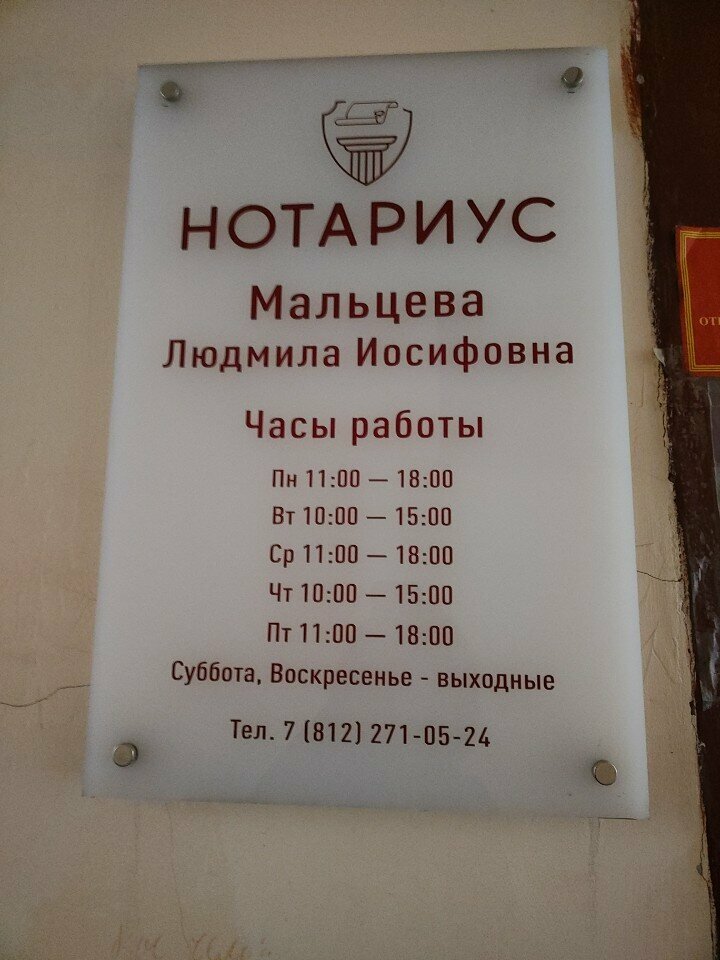 НОТАРИУС
Мальцева
Людмила Иосифовна
Часы работы
Пн 11:00 — 18:00
Вт 10:00 — 15:00
Ср 11:00 — 18:00
Чт 10:00 — 15:00
Пт 11:00 — 18:00
Суббота, Воскресенье - выходные
Тел. 7 (812) 271-05-24